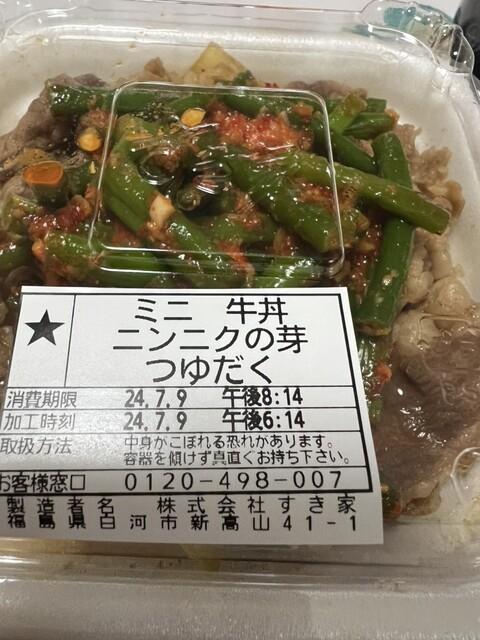 ★
ミニ 牛丼
ニンニクの芽
つゆだく
消費期限 24.7.9 午後8:14
加工時刻 24.7.9 午後6:14
取扱方法 中身がこぼれる恐れがあります。
容器を傾けず真直ぐお持ち下さい。
お客様窓口 0120-498-007
製造者名 株式会社すき家
福島県白河市新高山41-1